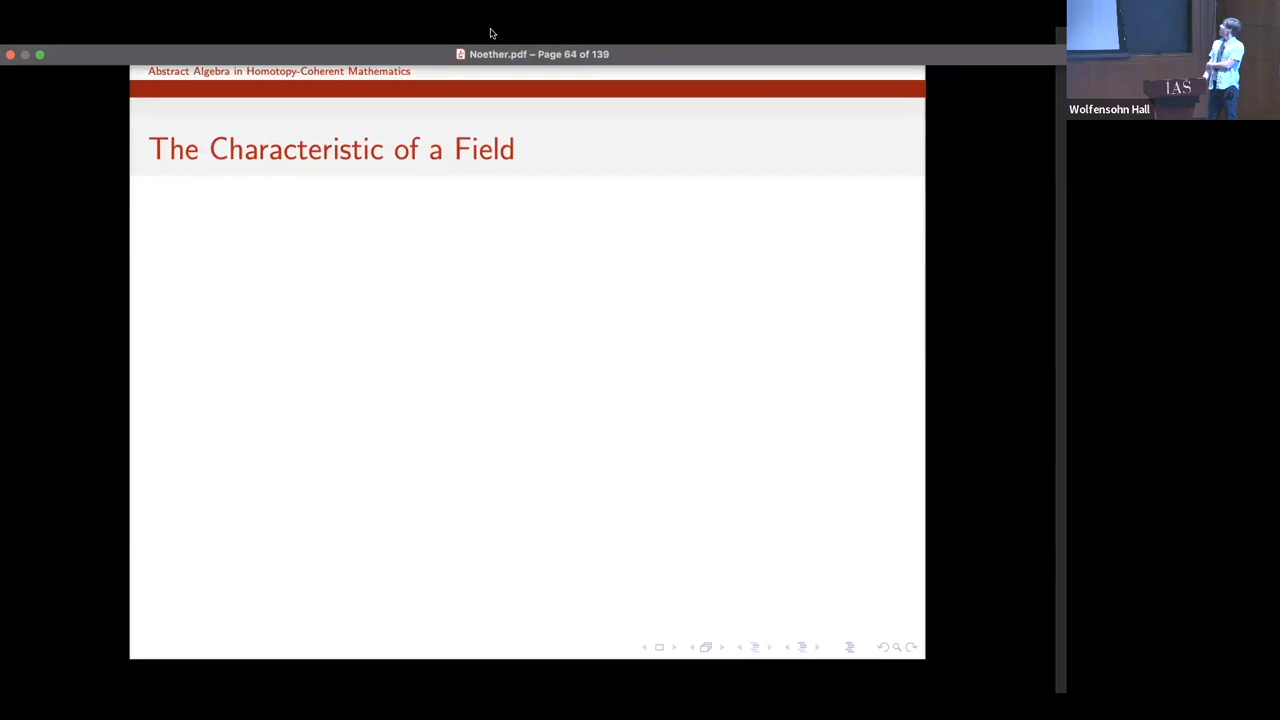 Noether.pdf – Page 64 of 139
Abstract Algebra in Homotopy-Coherent Mathematics
The Characteristic of a Field
IAS
Wolfensohn Hall